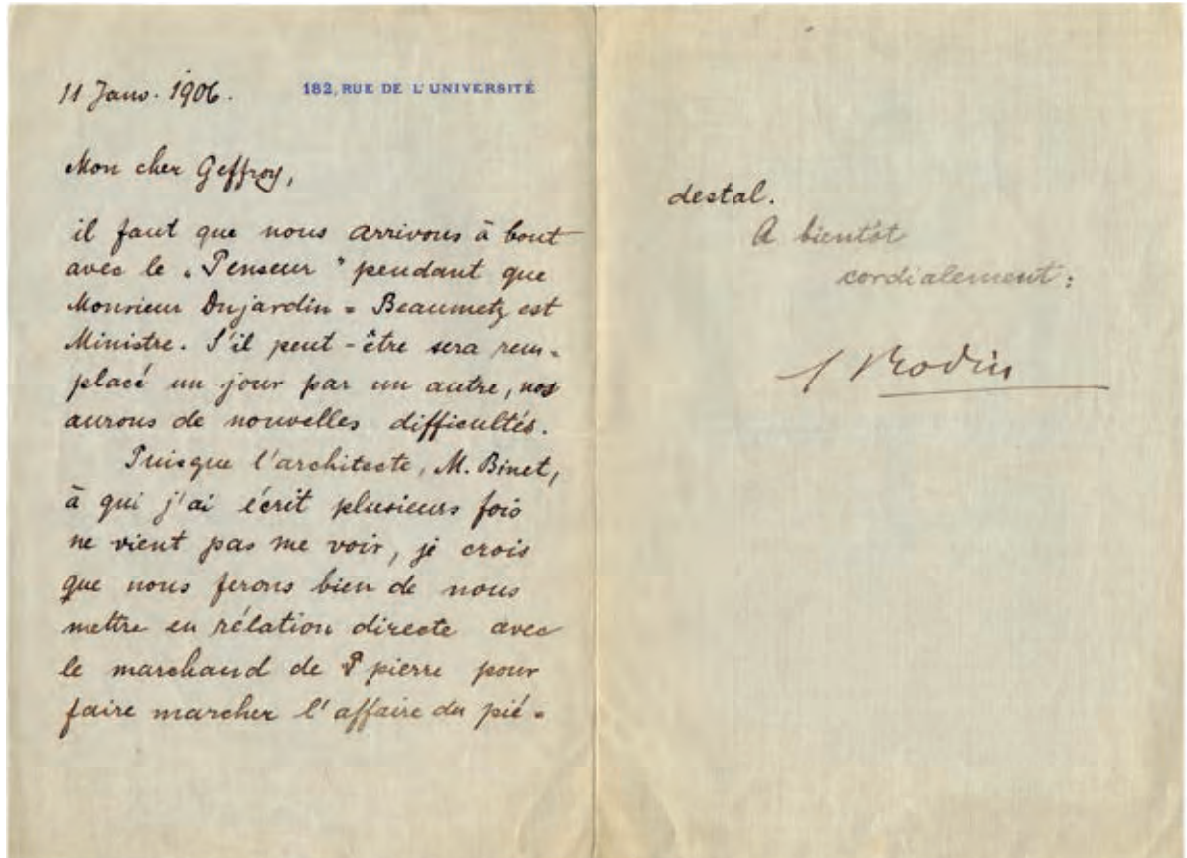 11 Janv. 1906.
182, RUE DE L'UNIVERSITÉ
Mon cher Geffroy,
il faut que nous arrivons à bout
avec le „Penseur" pendant que
Monsieur Dujardin = Beaumetz est
Ministre. S'il peut-être sera rem=
placé un jour par un autre, nos
aurons de nouvelles difficultés.
Puisque l'architecte, M. Binet,
à qui j'ai écrit plusieurs fois
ne vient pas me voir, je crois
que nous ferons bien de nous
mettre en rélation directe avec
le marchand de pierre pour
faire marcher l'affaire du pié=
destal.
A bientôt
cordialement:
A Rodin